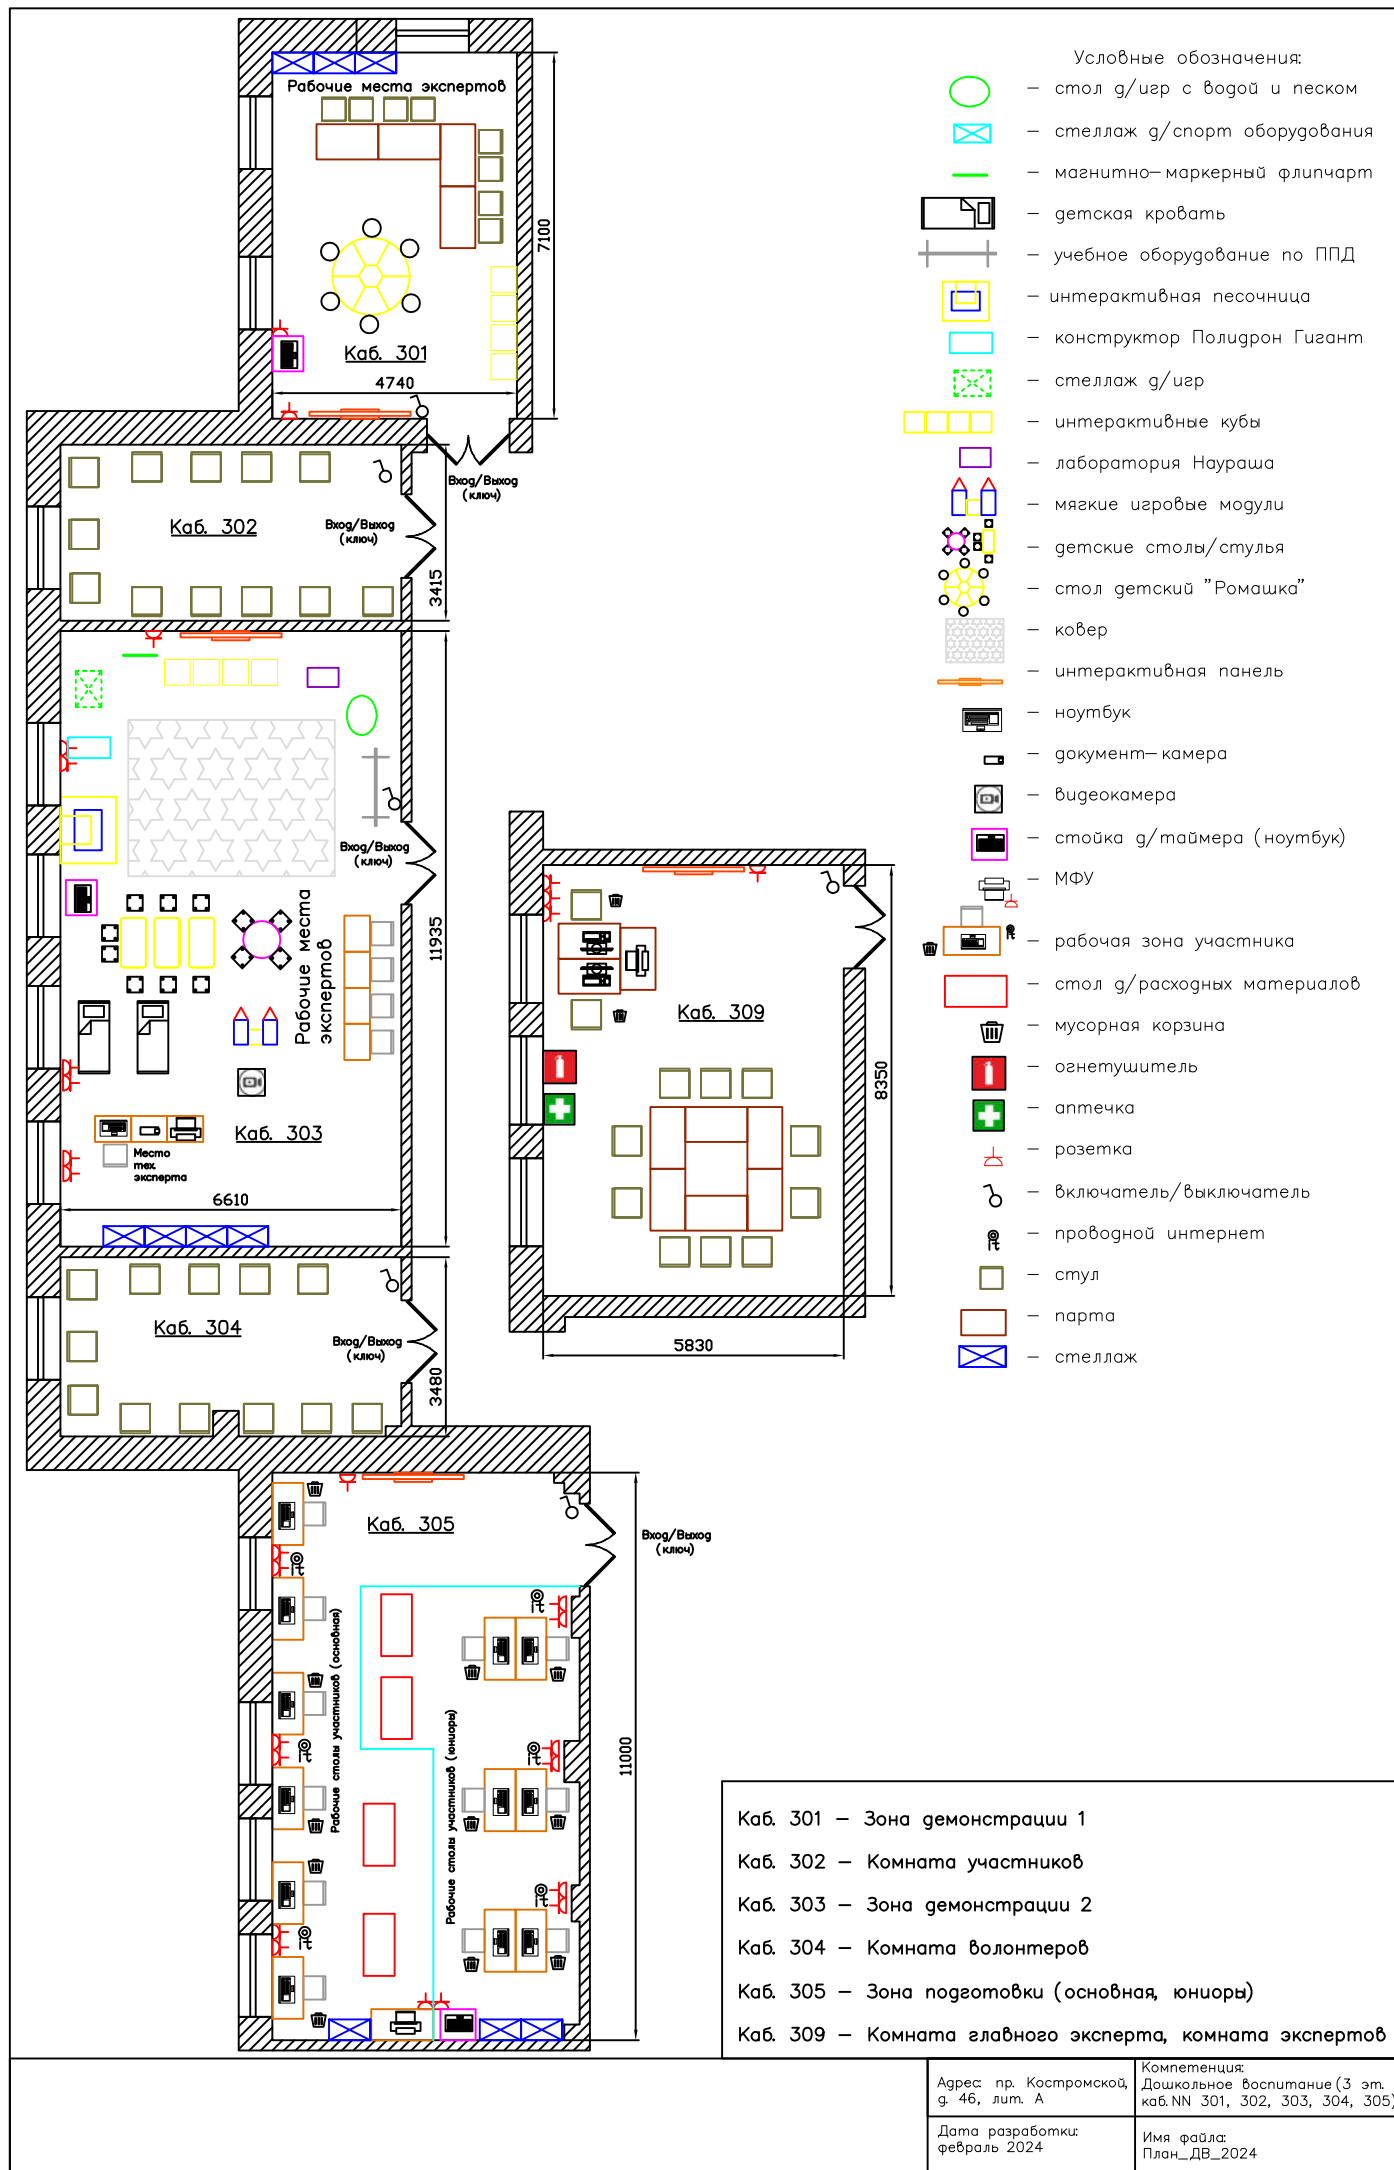 Условные обозначения:
– стол д/игр с водой и песком
– стеллаж д/спорт оборудования
– магнитно–маркерный флипчарт
– детская кровать
– учебное оборудование по ППД
– интерактивная песочница
– конструктор Полидрон Гигант
– стеллаж д/игр
– интерактивные кубы
– лаборатория Наураша
– мягкие игровые модули
– детские столы/стулья
– стол детский "Ромашка"
– ковер
– интерактивная панель
– ноутбук
– документ–камера
– видеокамера
– стойка д/таймера (ноутбук)
– МФУ
– рабочая зона участника
– стол д/расходных материалов
– мусорная корзина
– огнетушитель
– аптечка
– розетка
– включатель/выключатель
– проводной интернет
– стул
– парта
– стеллаж
Рабочие места экспертов
7100
Каб. 301
4740
Вход/Выход
(ключ)
Каб. 302
Вход/Выход
(ключ)
3415
Вход/Выход
(ключ)
Рабочие места
экспертов
11935
Каб. 303
Место
тех.
эксперта
6610
Каб. 304
Вход/Выход
(ключ)
3480
Каб. 309
8350
5830
Каб. 305
Вход/Выход
(ключ)
Рабочие столы участников (основная)
Рабочие столы участников (юниоры)
11000
it
it
it
it
it
it
it
it
Каб. 301 – Зона демонстрации 1
Каб. 302 – Комната участников
Каб. 303 – Зона демонстрации 2
Каб. 304 – Комната волонтеров
Каб. 305 – Зона подготовки (основная, юниоры)
Каб. 309 – Комната главного эксперта, комната экспертов
Адрес: пр. Костромской,
д. 46, лит. А
Компетенция:
Дошкольное воспитание (3 эт.
каб.NN 301, 302, 303, 304, 305)
Дата разработки:
февраль 2024
Имя файла:
План_ДВ_2024